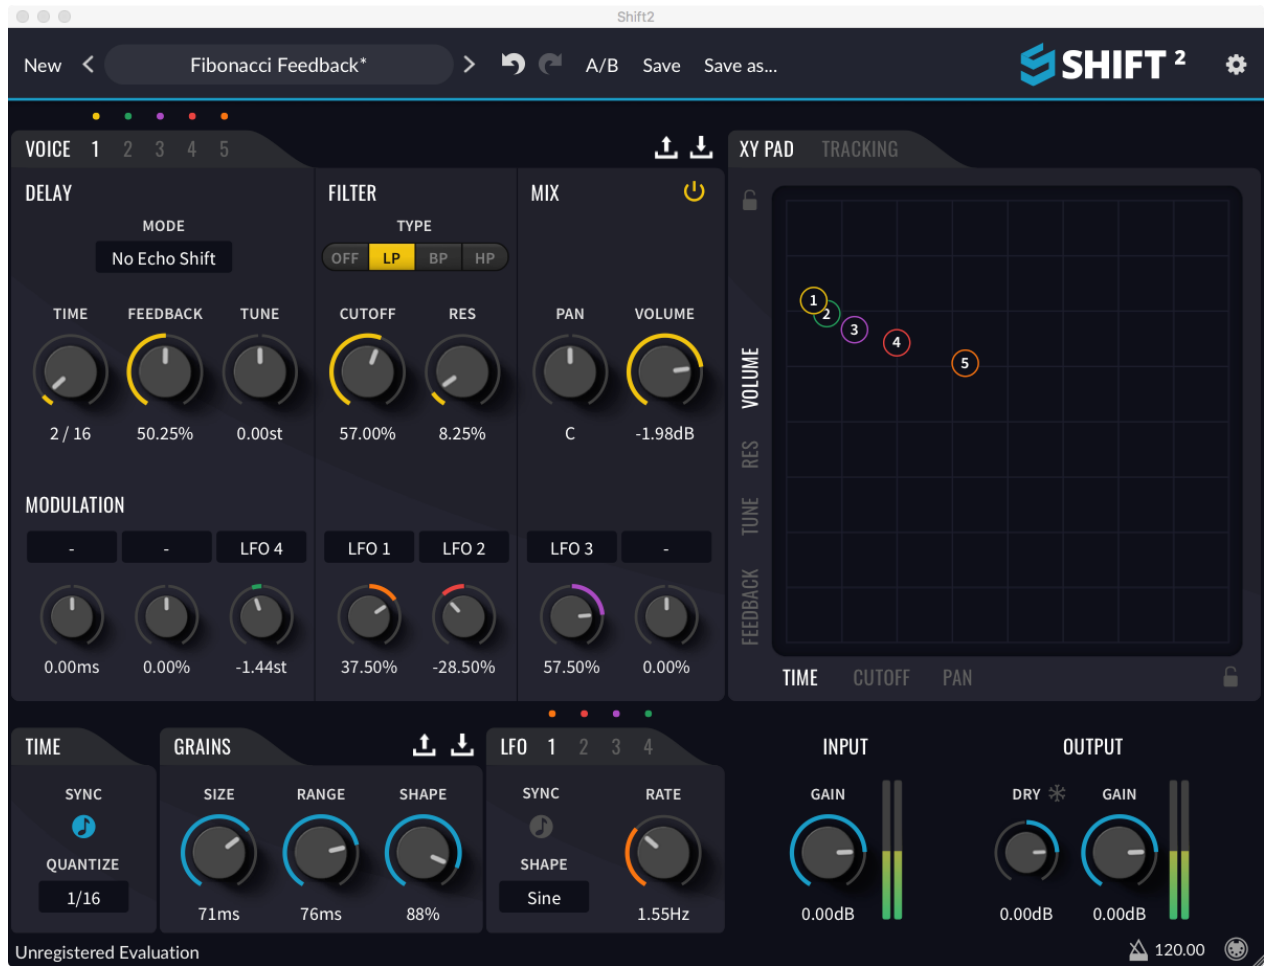 Shift2
New < Fibonacci Feedback* > A/B Save Save as... SHIFT 2
VOICE 1 2 3 4 5
XY PAD TRACKING
DELAY FILTER MIX
MODE TYPE
No Echo Shift OFF LP BP HP
TIME FEEDBACK TUNE CUTOFF RES PAN VOLUME
2 / 16 50.25% 0.00st 57.00% 8.25% C -1.98dB
MODULATION
- - LFO 4 LFO 1 LFO 2 LFO 3 -
0.00ms 0.00% -1.44st 37.50% -28.50% 57.50% 0.00%
1
2
3
4
5
VOLUME
RES
TUNE
FEEDBACK
TIME CUTOFF PAN
TIME GRAINS LFO 1 2 3 4 INPUT OUTPUT
SYNC SIZE RANGE SHAPE SYNC RATE GAIN DRY GAIN
QUANTIZE SHAPE
1/16 Sine
71ms 76ms 88% 1.55Hz 0.00dB 0.00dB 0.00dB
Unregistered Evaluation 120.00